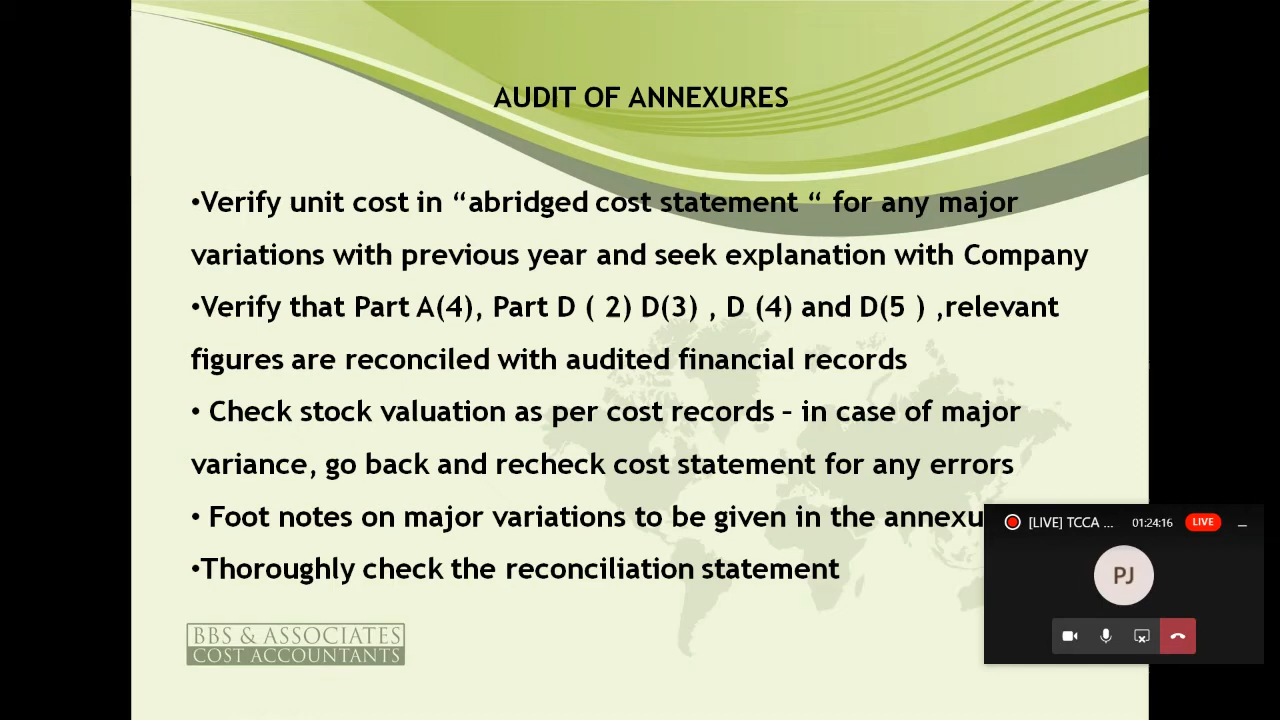 AUDIT OF ANNEXURES
•Verify unit cost in “abridged cost statement “ for any major
variations with previous year and seek explanation with Company
•Verify that Part A(4), Part D ( 2) D(3) , D (4) and D(5 ) ,relevant
figures are reconciled with audited financial records
• Check stock valuation as per cost records – in case of major
variance, go back and recheck cost statement for any errors
• Foot notes on major variations to be given in the
•Thoroughly check the reconciliation statement
BBS & ASSOCIATES
COST ACCOUNTANTS
[LIVE] TCCA ... 01:24:16 LIVE
PJ